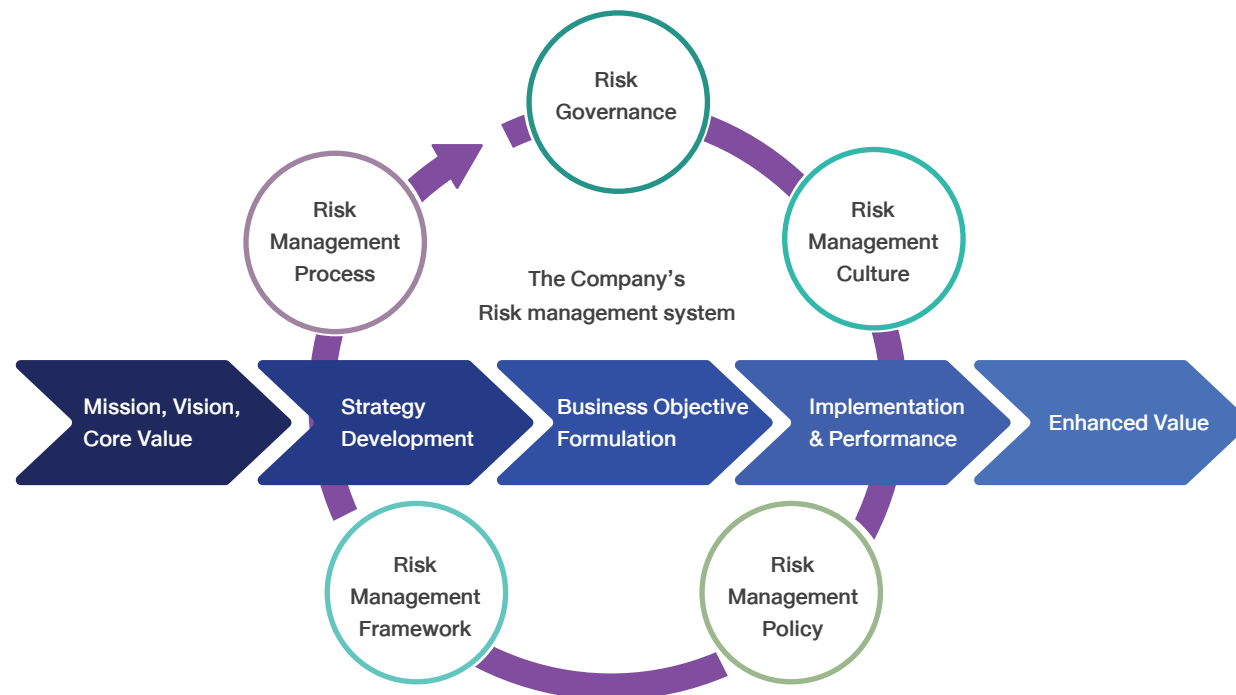 Risk
Governance
Risk
Management
Process
Risk
Management
Culture
The Company's
Risk management system
Mission, Vision,
Core Value
Strategy
Development
Business Objective
Formulation
Implementation
& Performance
Enhanced Value
Risk
Management
Framework
Risk
Management
Policy